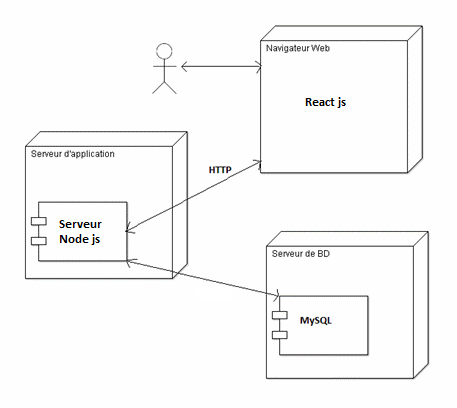 Navigateur Web
React js
Serveur d'application
HTTP
Serveur
Node js
Serveur de BD
MySQL